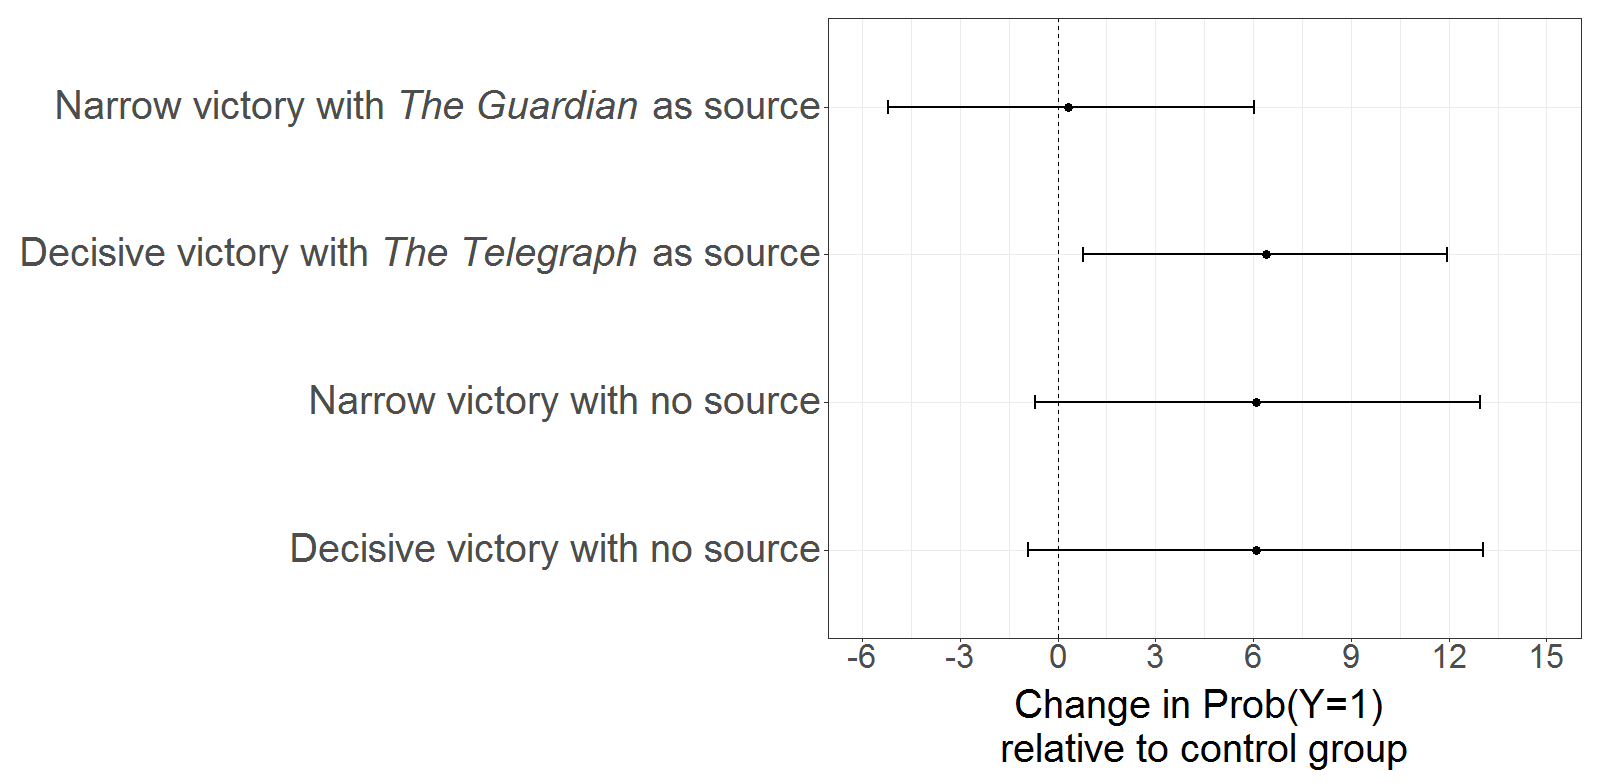 Narrow victory with The Guardian as source
Decisive victory with The Telegraph as source
Narrow victory with no source
Decisive victory with no source
-6 -3 0 3 6 9 12 15
Change in Prob(Y=1)
relative to control group